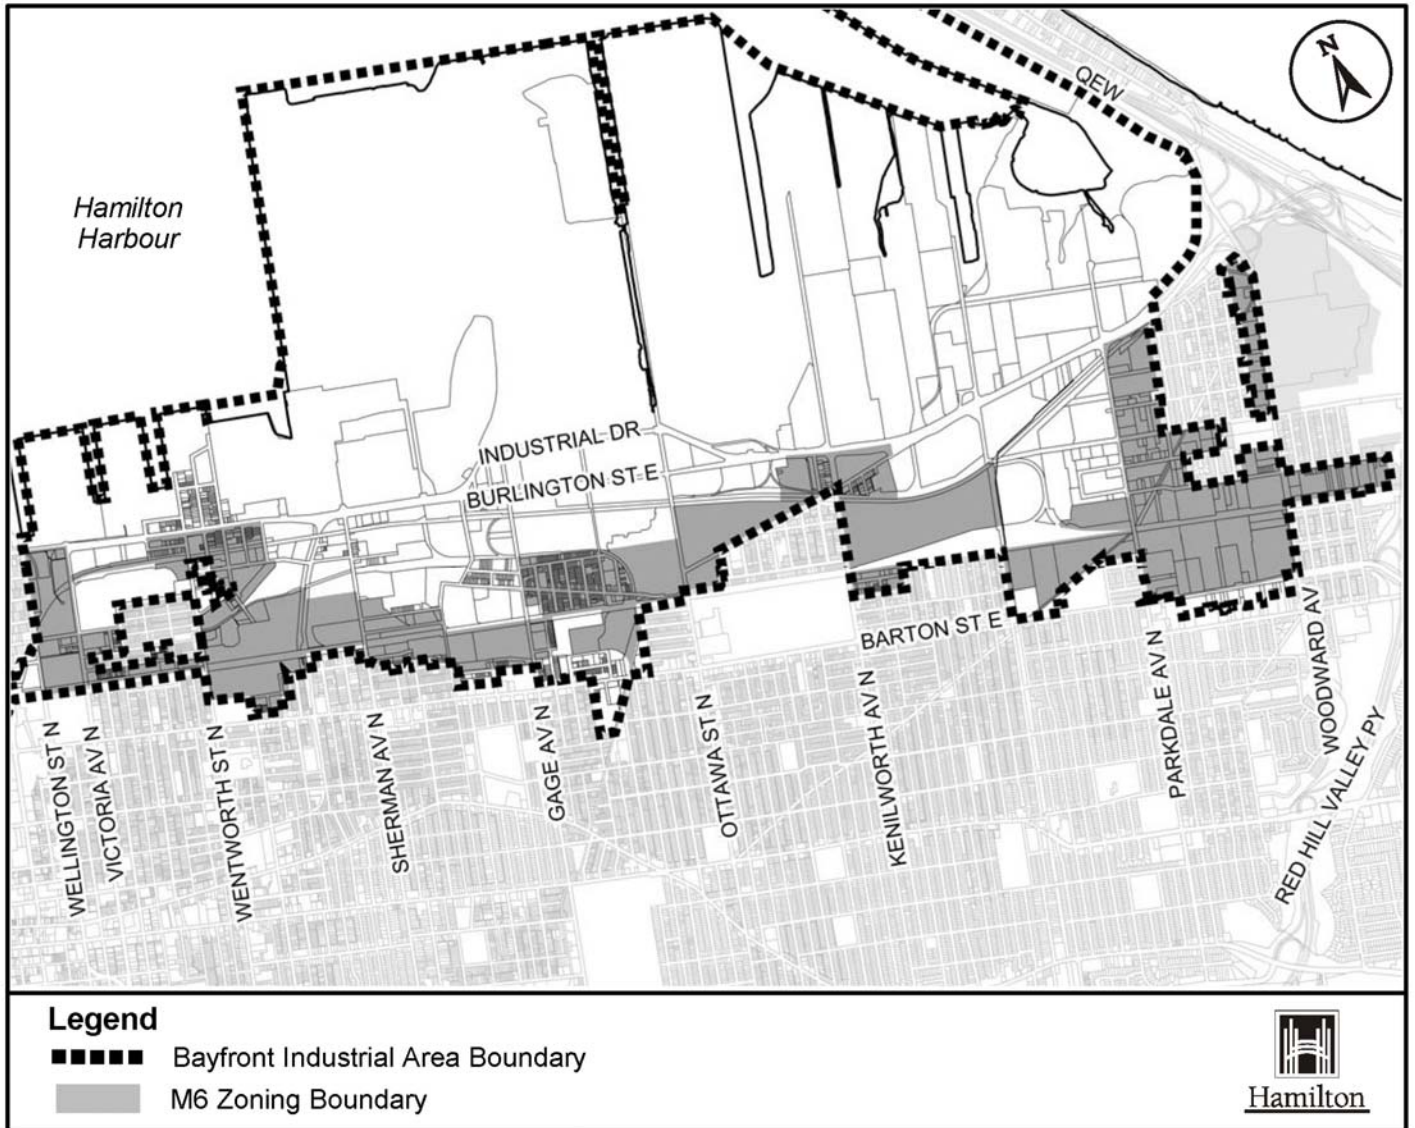 N
QEW
Hamilton
Harbour
INDUSTRIAL DR
BURLINGTON ST E
BARTON ST E
WELLINGTON ST N
VICTORIA AV N
WENTWORTH ST N
SHERMAN AV N
GAGE AV N
OTTAWA ST N
KENILWORTH AV N
PARKDALE AV N
WOODWARD AV
RED HILL VALLEY PY
Legend
Bayfront Industrial Area Boundary
M6 Zoning Boundary
Hamilton